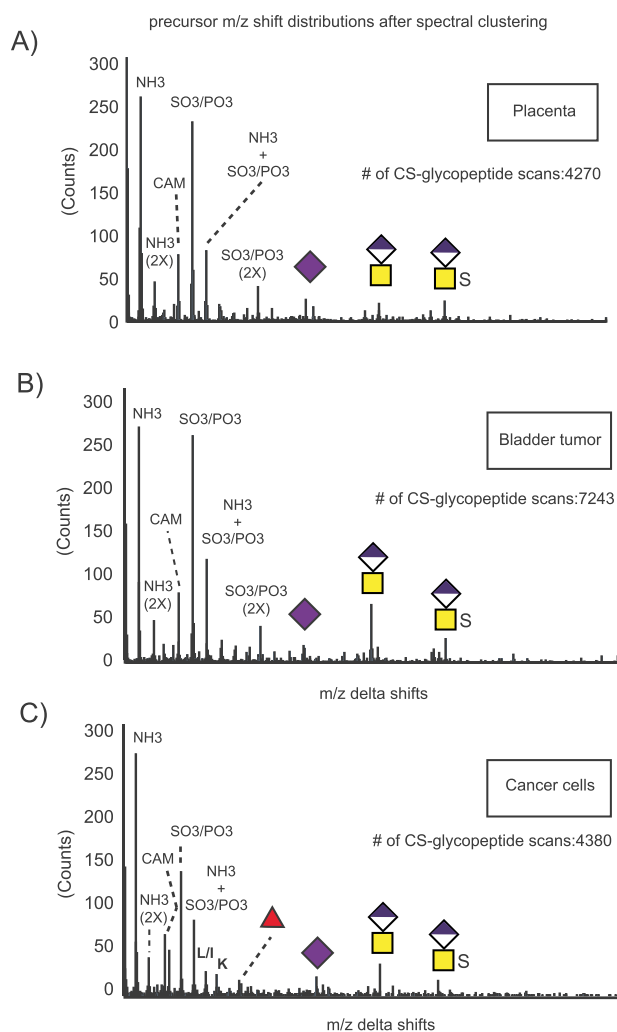 precursor m/z shift distributions after spectral clustering
A)
300
250
200
150
100
50
0
(Counts)
NH3
SO3/PO3
NH3
+
SO3/PO3
CAM
NH3
(2X)
SO3/PO3
(2X)
S
Placenta
# of CS-glycopeptide scans:4270
B)
300
250
200
150
100
50
0
(Counts)
NH3
SO3/PO3
CAM
NH3
+
SO3/PO3
NH3
(2X)
SO3/PO3
(2X)
S
Bladder tumor
# of CS-glycopeptide scans:7243
m/z delta shifts
C)
300
250
200
150
100
50
0
(Counts)
NH3
SO3/PO3
CAM
NH3
+
SO3/PO3
NH3
(2X)
L/I
K
S
Cancer cells
# of CS-glycopeptide scans:4380
m/z delta shifts